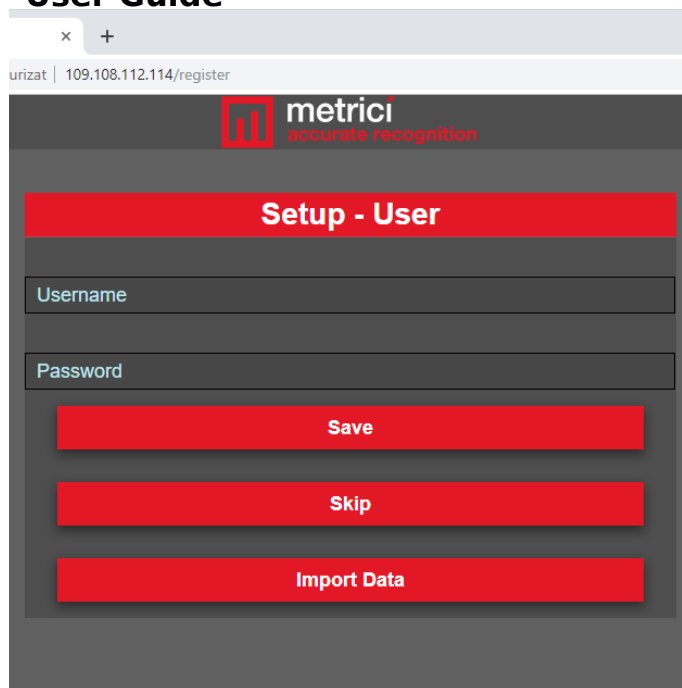 User Guide
× +
urizat | 109.108.112.114/register
metrici
accurate recognition
Setup - User
Username
Password
Save
Skip
Import Data